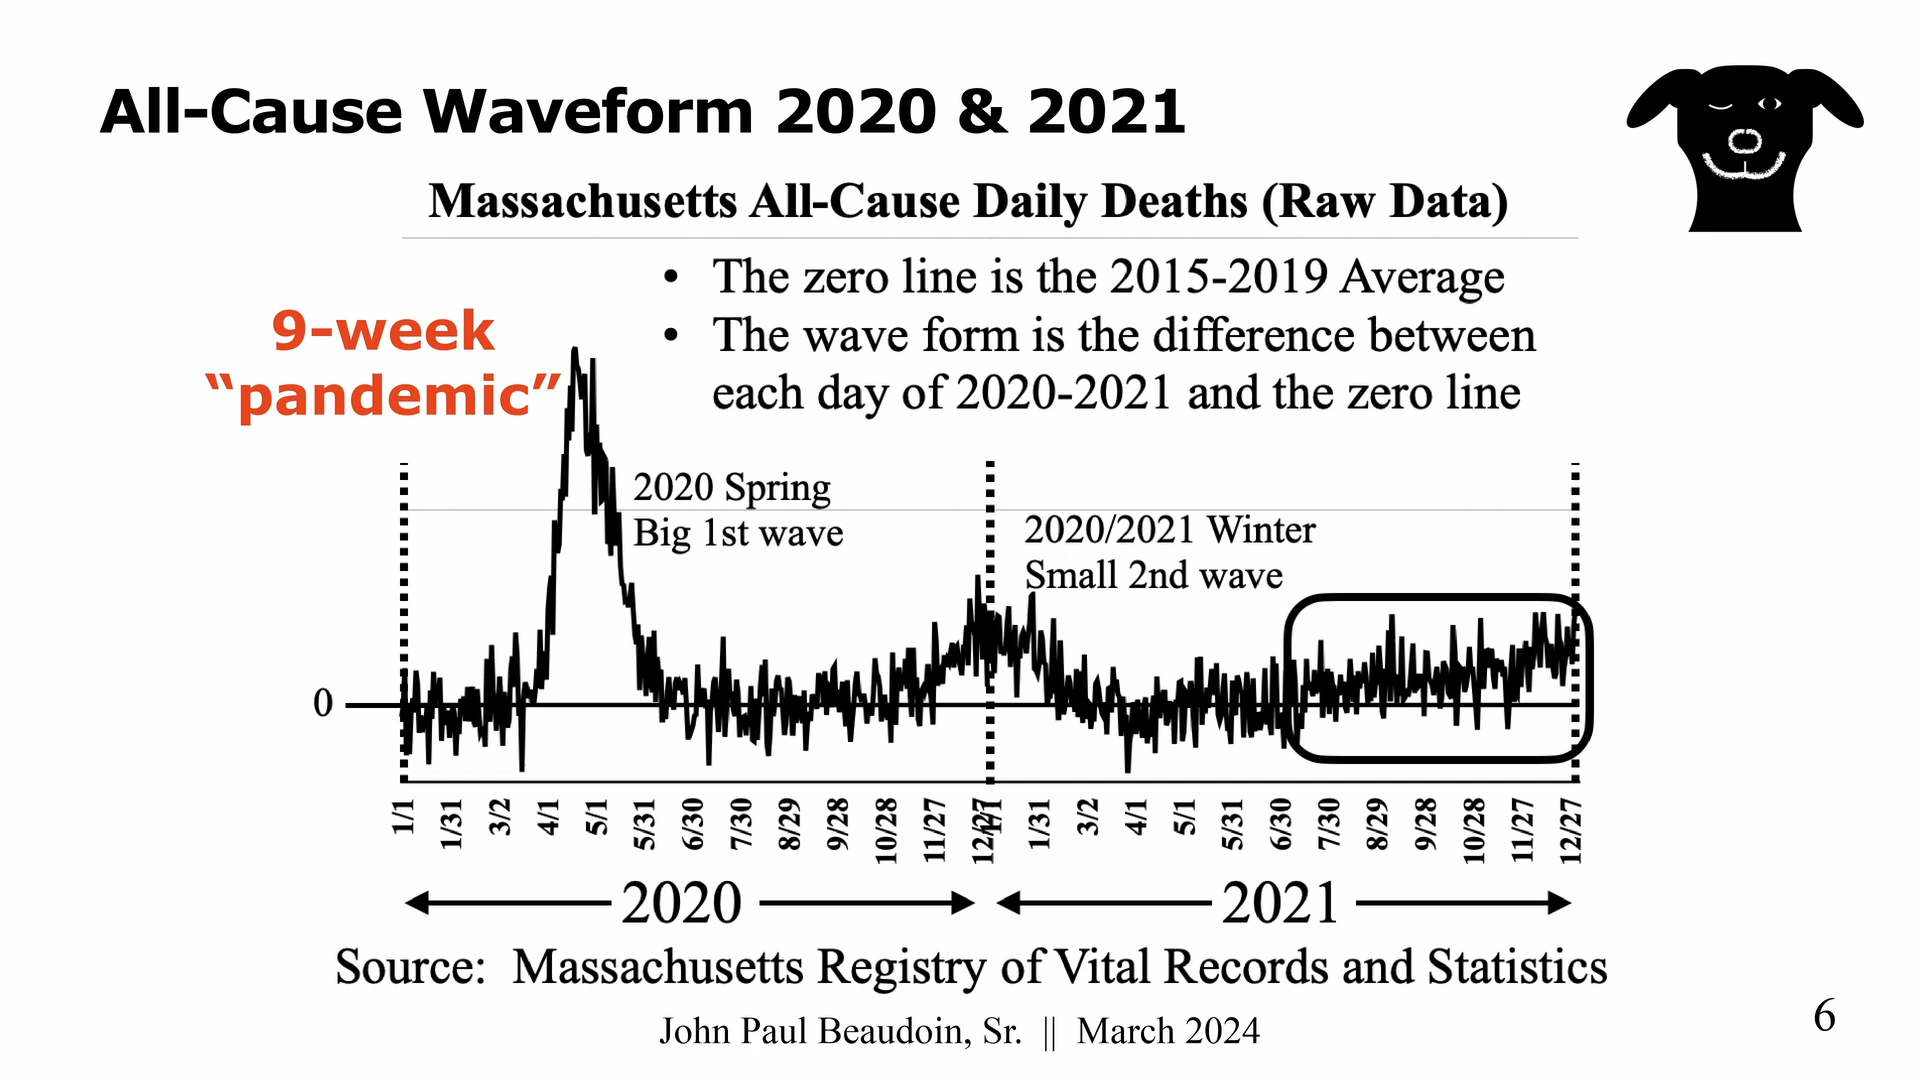 All-Cause Waveform 2020 & 2021
Massachusetts All-Cause Daily Deaths (Raw Data)
• The zero line is the 2015-2019 Average
• The wave form is the difference between
each day of 2020-2021 and the zero line
9-week
“pandemic”
2020 Spring
Big 1st wave
2020/2021 Winter
Small 2nd wave
0
1/1 1/31 3/2 4/1 5/1 5/31 6/30 7/30 8/29 9/28 10/28 11/27 12/27 1/1 1/31 3/2 4/1 5/1 5/31 6/30 7/30 8/29 9/28 10/28 11/27 12/27
2020 2021
Source: Massachusetts Registry of Vital Records and Statistics
John Paul Beaudoin, Sr. || March 2024
6